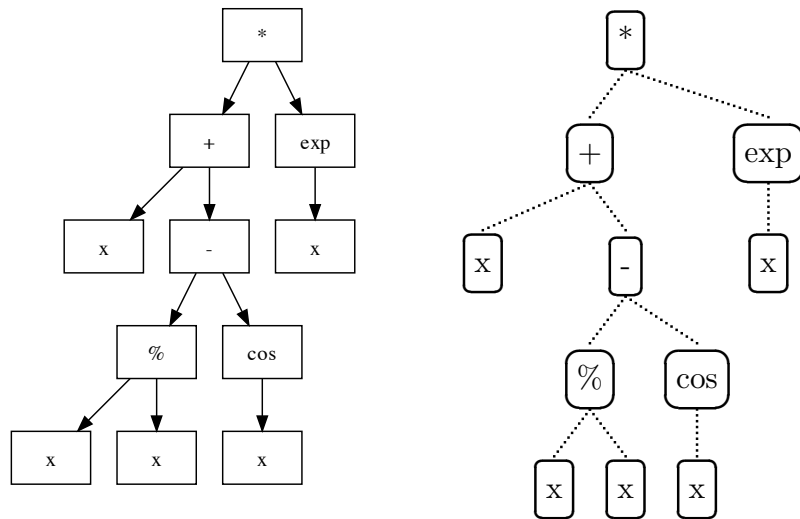 *
+ exp
x - x
% cos
x x x
*
+ exp
x - x
% cos
x x x